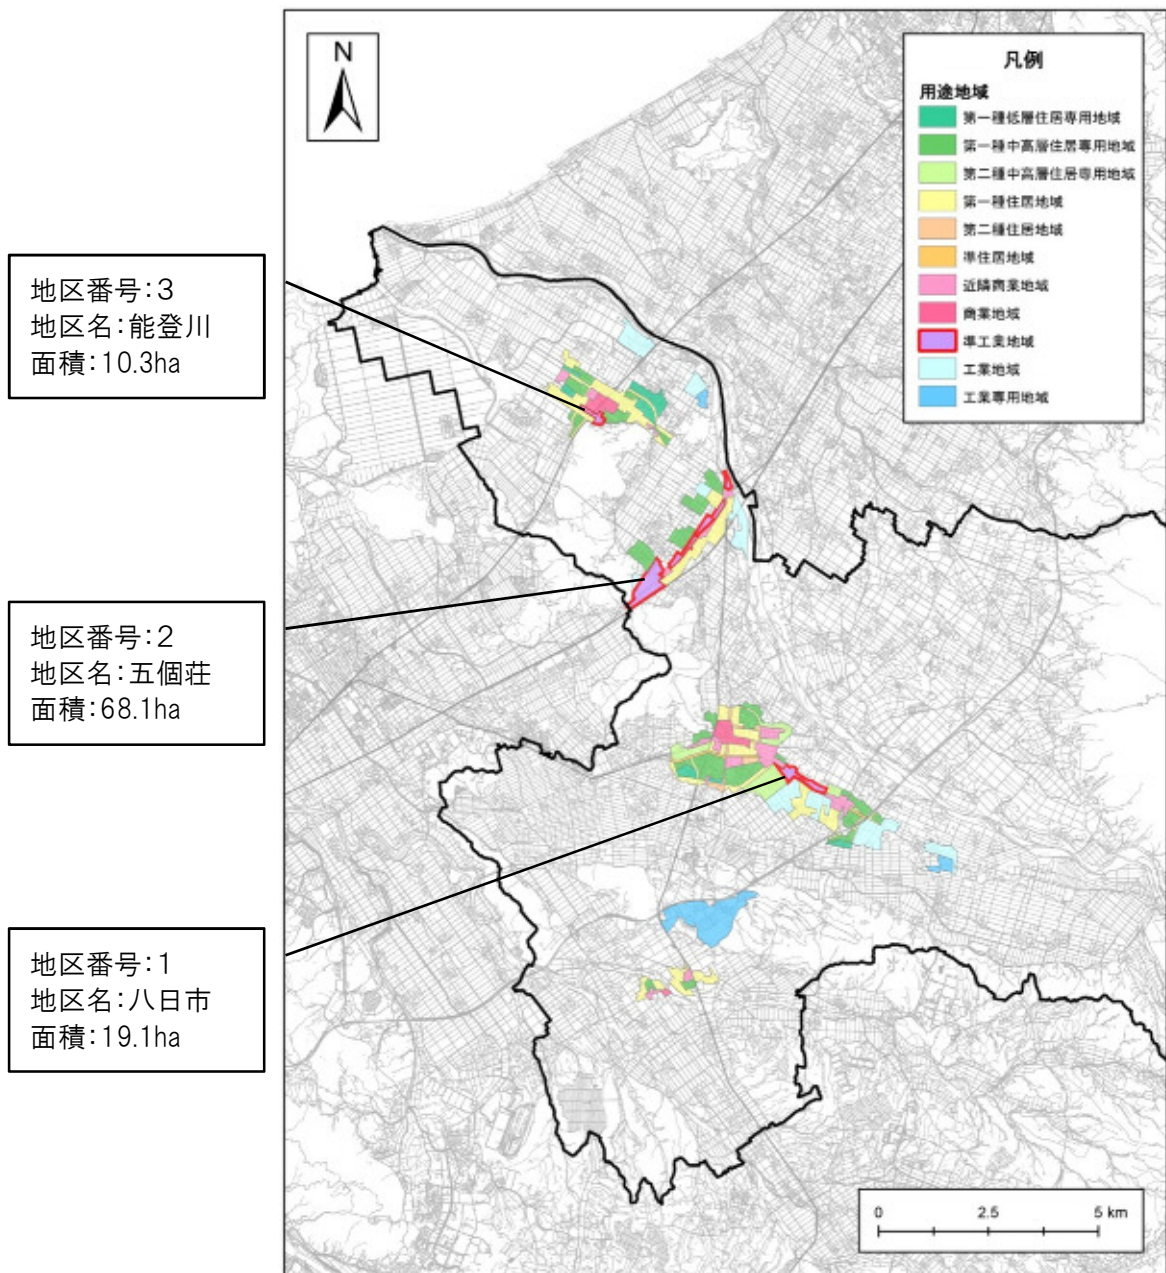 N
凡例
用途地域
第一種低層住居専用地域
第一種中高層住居専用地域
第二種中高層住居専用地域
第一種住居地域
第二種住居地域
準住居地域
近隣商業地域
商業地域
準工業地域
工業地域
工業専用地域
地区番号：3
地区名：能登川
面積：10.3ha
地区番号：2
地区名：五個荘
面積：68.1ha
地区番号：1
地区名：八日市
面積：19.1ha
0 2.5 5 km